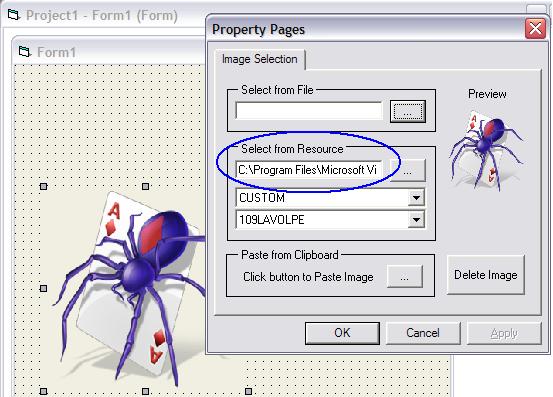 Project1 - Form1 (Form)
Form1
Property Pages
Image Selection
Select from File
...
Preview
Select from Resource
C:\Program Files\Microsoft Vi
...
CUSTOM
109LAVOLPE
Paste from Clipboard
Click button to Paste Image
...
Delete Image
OK
Cancel
Apply
A
A